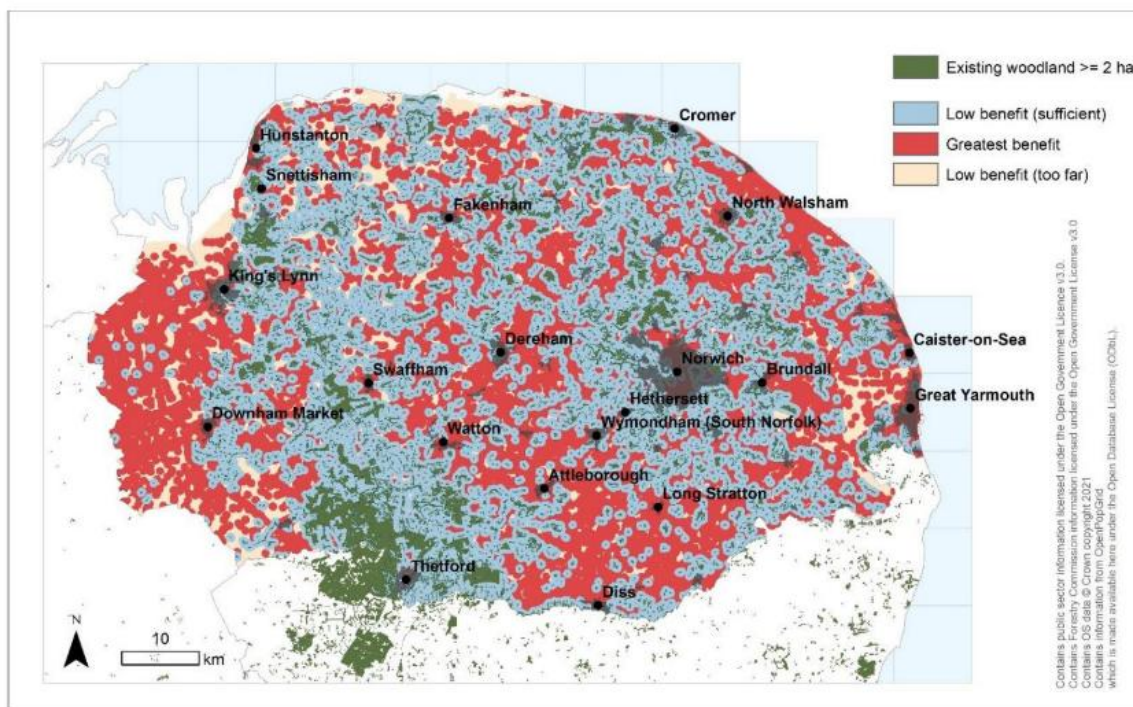 Existing woodland >= 2 ha
Low benefit (sufficient)
Greatest benefit
Low benefit (too far)
Cromer
Hunstanton
Snettisham
Fakenham
North Walsham
King's Lynn
Dereham
Norwich
Caister-on-Sea
Swaffham
Brundall
Hethersett
Great Yarmouth
Downham Market
Watton
Wymondham (South Norfolk)
Attleborough
Long Stratton
Thetford
Diss
N
10
km
Contains public sector information licensed under the Open Government Licence v3.0.
Contains Forestry Commission information licensed under the Open Government License v3.0
Contains OS data © Crown copyright 2021
Contains information from OpenPopGrid
which is made available here under the Open Database License (ODbL).